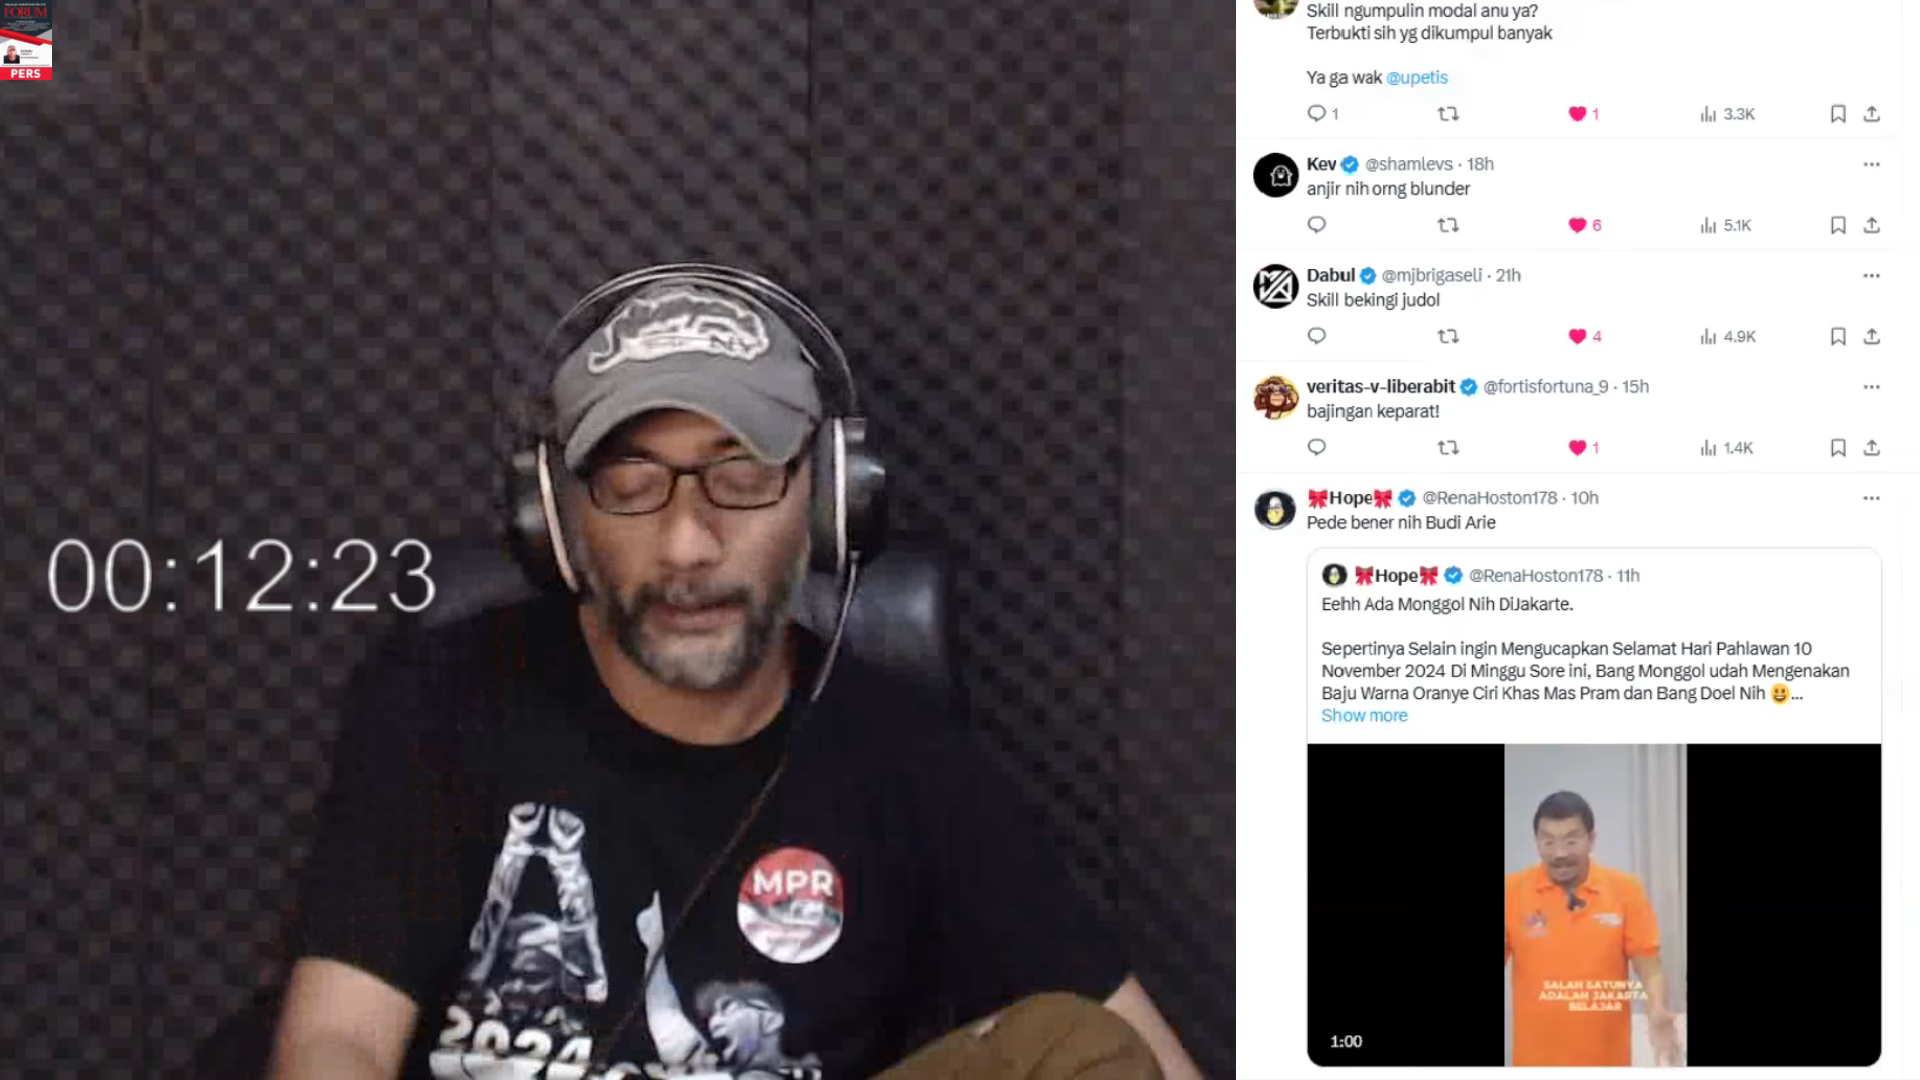 FORUM
PERS
00:12:23
MPR
2024
Skill ngumpulin modal anu ya?
Terbukti sih yg dikumpul banyak
Ya ga wak @upetis
1
1
3.3K
Kev @shamlevs · 18h
anjir nih orng blunder
6
5.1K
Dabul @mjbrigaseli · 21h
Skill bekingi judol
4
4.9K
veritas-v-liberabit @fortisfortuna_9 · 15h
bajingan keparat!
1
1.4K
🎀Hope🎀 @RenaHoston178 · 10h
Pede bener nih Budi Arie
🎀Hope🎀 @RenaHoston178 · 11h
Eehh Ada Monggol Nih DiJakarte.
Sepertinya Selain ingin Mengucapkan Selamat Hari Pahlawan 10
November 2024 Di Minggu Sore ini, Bang Monggol udah Mengenakan
Baju Warna Oranye Ciri Khas Mas Pram dan Bang Doel Nih 😃...
Show more
SALAH SATUNYA
ADALAH JAKARTA
BELAJAR
1:00